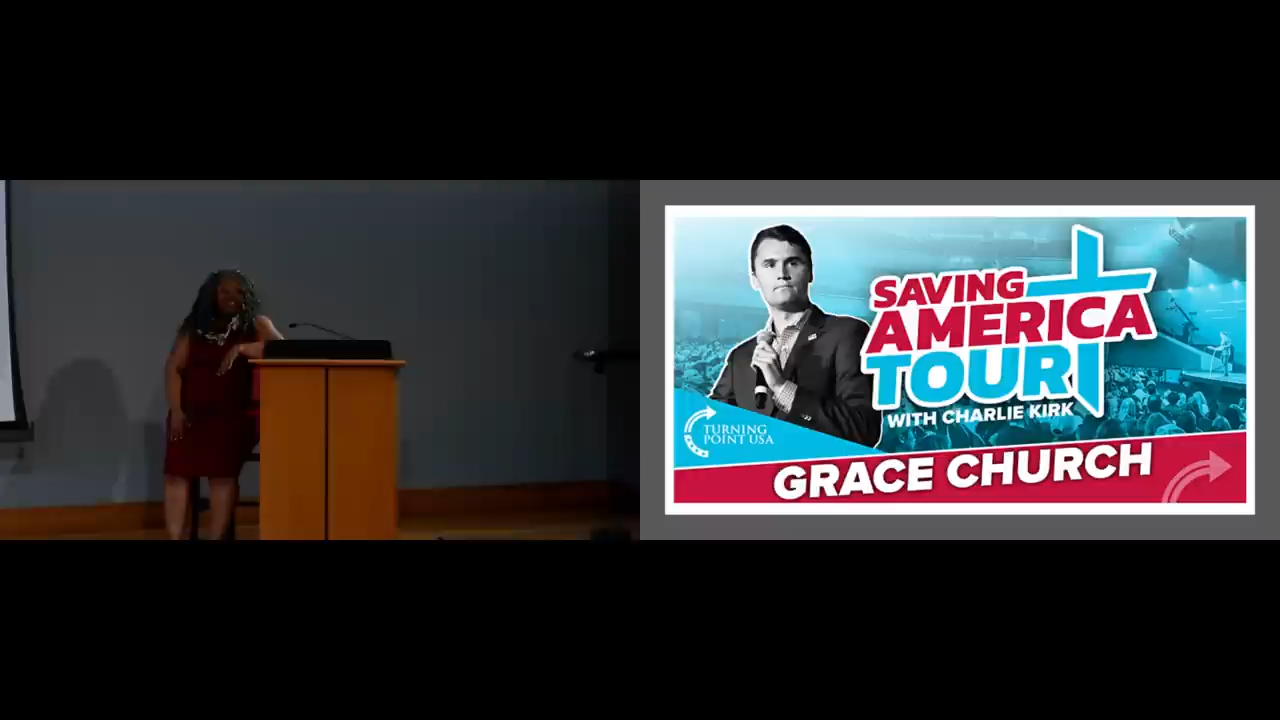 SAVING
AMERICA
TOUR
WITH CHARLIE KIRK
TURNING
POINT USA
GRACE CHURCH